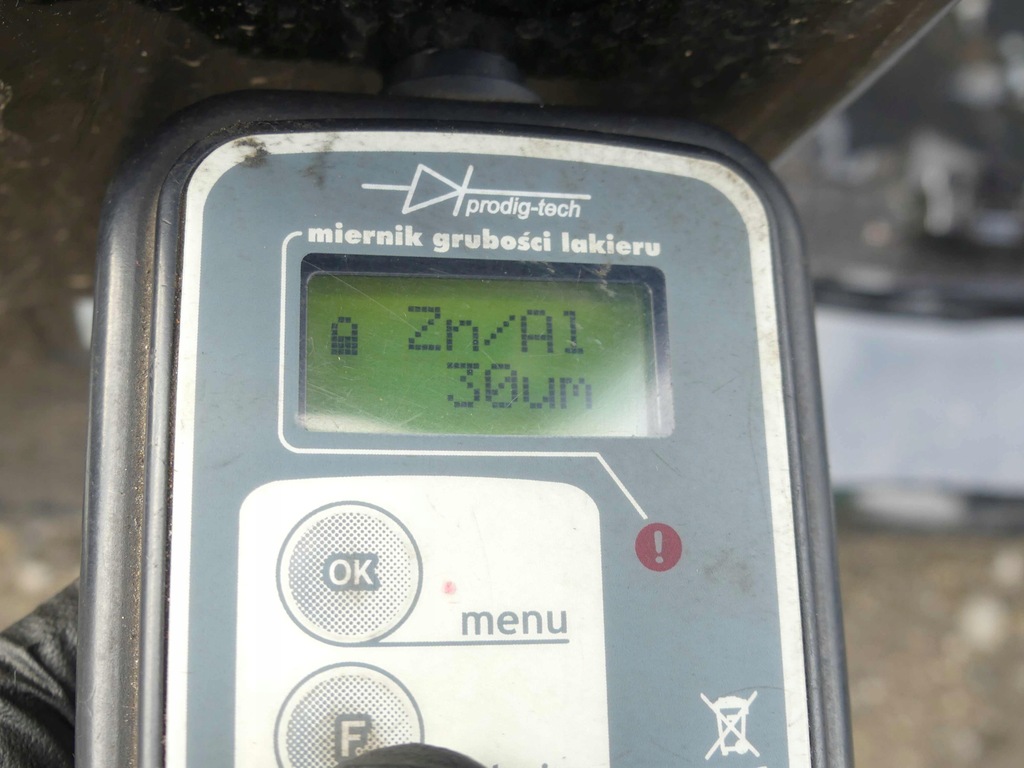 prodig-tech
miernik grubości lakieru
Zn/Al
30um
!
OK
menu
F